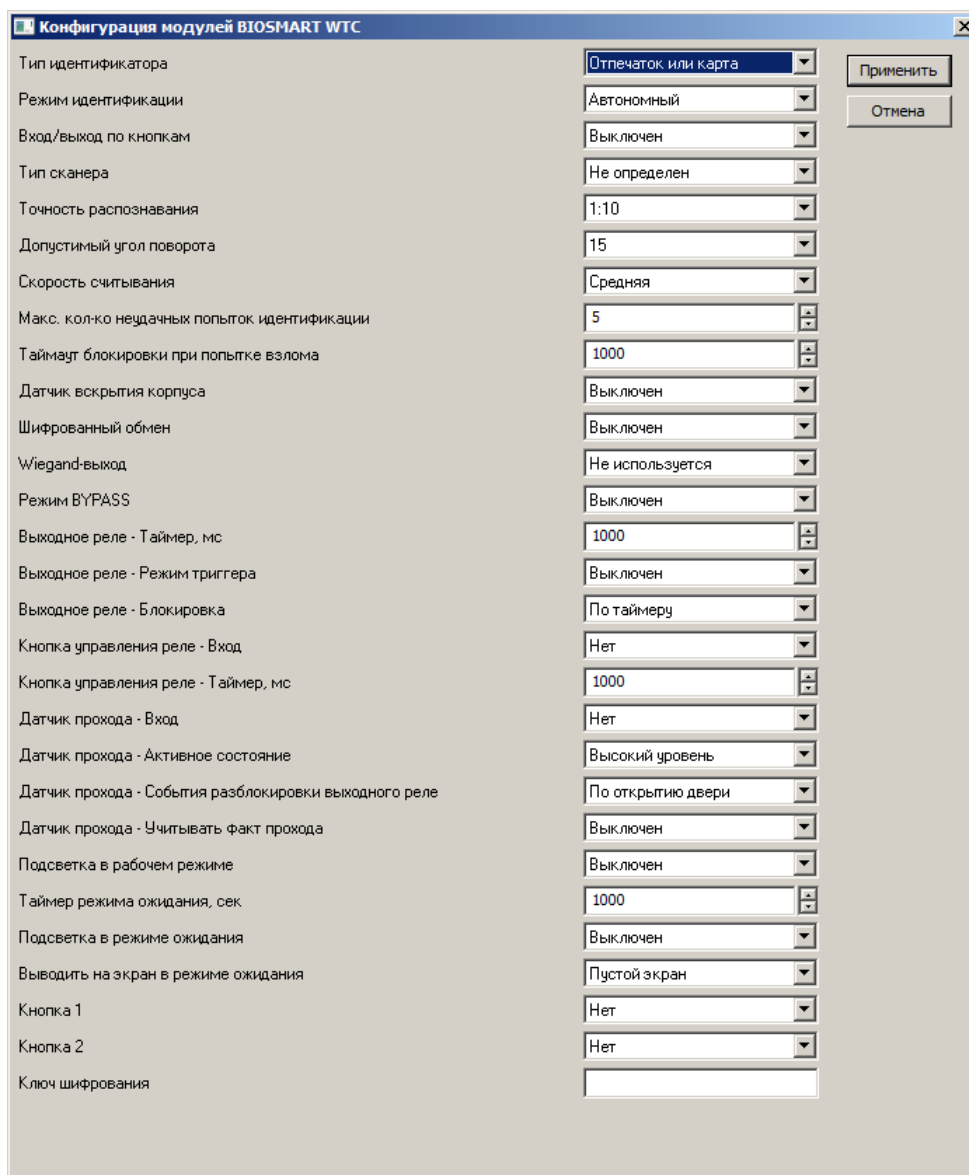 Конфигурация модулей BIOSMART WTC
Тип идентификатора Отпечаток или карта Применить
Режим идентификации Автономный Отмена
Вход/выход по кнопкам Выключен
Тип сканера Не определен
Точность распознавания 1:10
Допустимый угол поворота 15
Скорость считывания Средняя
Макс. кол-ко неудачных попыток идентификации 5
Таймаут блокировки при попытке взлома 1000
Датчик вскрытия корпуса Выключен
Шифрованный обмен Выключен
Wiegand-выход Не используется
Режим BYPASS Выключен
Выходное реле - Таймер, мс 1000
Выходное реле - Режим триггера Выключен
Выходное реле - Блокировка По таймеру
Кнопка управления реле - Вход Нет
Кнопка управления реле - Таймер, мс 1000
Датчик прохода - Вход Нет
Датчик прохода - Активное состояние Высокий уровень
Датчик прохода - События разблокировки выходного реле По открытию двери
Датчик прохода - Учитывать факт прохода Выключен
Подсветка в рабочем режиме Выключен
Таймер режима ожидания, сек 1000
Подсветка в режиме ожидания Выключен
Выводить на экран в режиме ожидания Пустой экран
Кнопка 1 Нет
Кнопка 2 Нет
Ключ шифрования